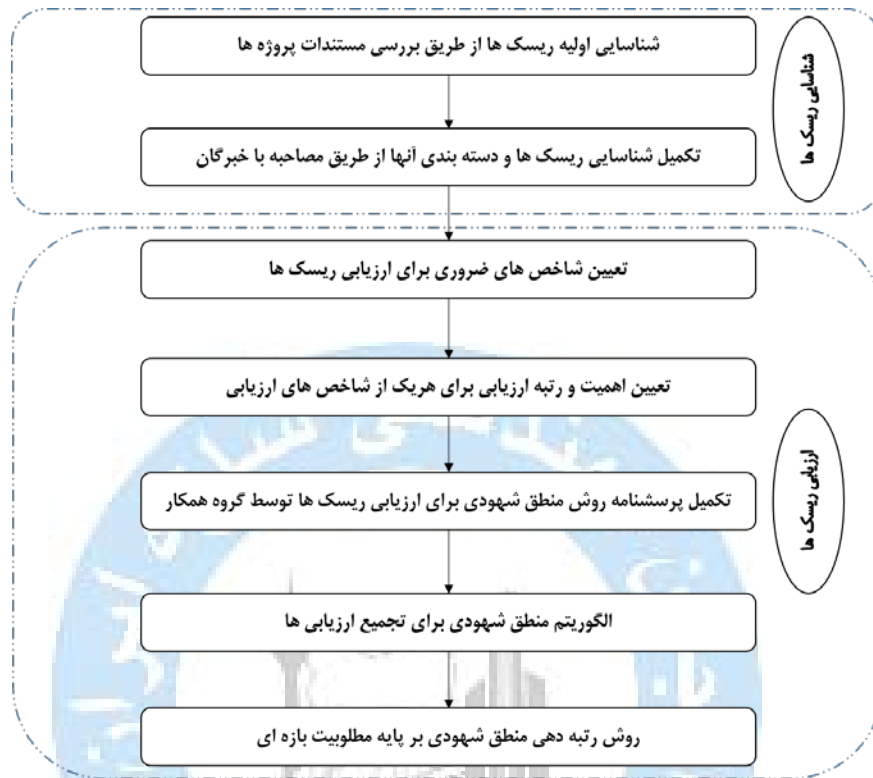 شناسایی اولیه ریسک ها از طریق بررسی مستندات پروژه ها
شناسایی ریسک ها
تکمیل شناسایی ریسک ها و دسته بندی آنها از طریق مصاحبه با خبرگان
تعیین شاخص های ضروری برای ارزیابی ریسک ها
تعیین اهمیت و رتبه ارزیابی برای هریک از شاخص های ارزیابی
ارزیابی ریسک ها
تکمیل پرسشنامه روش منطق شهودی برای ارزیابی ریسک ها توسط گروه همکار
الگوریتم منطق شهودی برای تجمیع ارزیابی ها
روش رتبه دهی منطق شهودی بر پایه مطلوبیت بازه ای